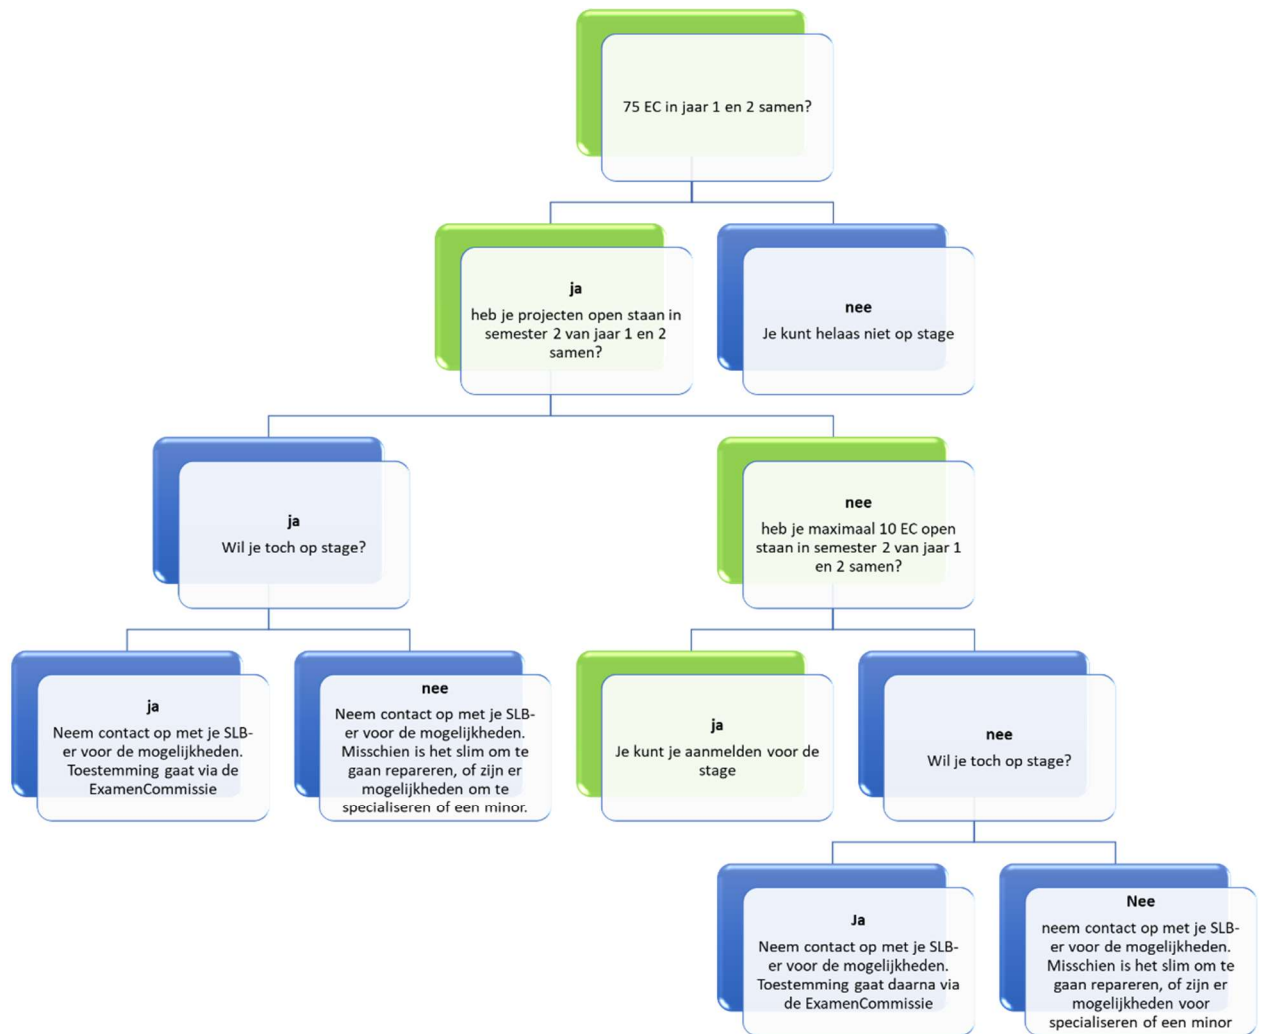 75 EC in jaar 1 en 2 samen?
ja
heb je projecten open staan in
semester 2 van jaar 1 en 2
samen?
nee
Je kunt helaas niet op stage
ja
Wil je toch op stage?
nee
heb je maximaal 10 EC open
staan in semester 2 van jaar 1
en 2 samen?
ja
Neem contact op met je SLB-
er voor de mogelijkheden.
Toestemming gaat via de
ExamenCommissie
nee
Neem contact op met je SLB-
er voor de mogelijkheden.
Misschien is het slim om te
gaan repareren, of zijn er
mogelijkheden om te
specialiseren of een minor.
ja
Je kunt je aanmelden voor de
stage
nee
Wil je toch op stage?
Ja
Neem contact op met je SLB-
er voor de mogelijkheden.
Toestemming gaat daarna via
de ExamenCommissie
Nee
neem contact op met je SLB-
er voor de mogelijkheden.
Misschien is het slim om te
gaan repareren, of zijn er
mogelijkheden voor
specialiseren of een minor